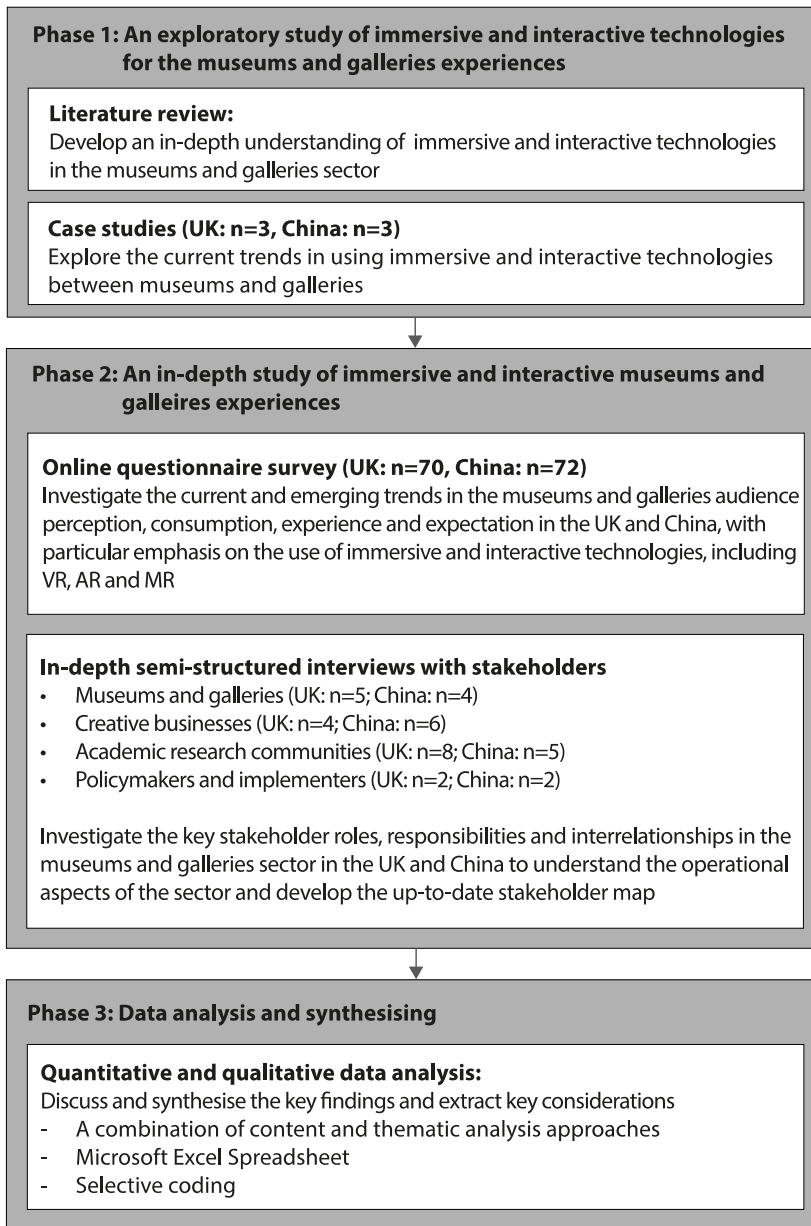 Phase 1: An exploratory study of immersive and interactive technologies
for the museums and galleries experiences
Literature review:
Develop an in-depth understanding of immersive and interactive technologies
in the museums and galleries sector
Case studies (UK: n=3, China: n=3)
Explore the current trends in using immersive and interactive technologies
between museums and galleries
Phase 2: An in-depth study of immersive and interactive museums and
galleires experiences
Online questionnaire survey (UK: n=70, China: n=72)
Investigate the current and emerging trends in the museums and galleries audience
perception, consumption, experience and expectation in the UK and China, with
particular emphasis on the use of immersive and interactive technologies, including
VR, AR and MR
In-depth semi-structured interviews with stakeholders
• Museums and galleries (UK: n=5; China: n=4)
• Creative businesses (UK: n=4; China: n=6)
• Academic research communities (UK: n=8; China: n=5)
• Policymakers and implementers (UK: n=2; China: n=2)
Investigate the key stakeholder roles, responsibilities and interrelationships in the
museums and galleries sector in the UK and China to understand the operational
aspects of the sector and develop the up-to-date stakeholder map
Phase 3: Data analysis and synthesising
Quantitative and qualitative data analysis:
Discuss and synthesise the key findings and extract key considerations
- A combination of content and thematic analysis approaches
- Microsoft Excel Spreadsheet
- Selective coding